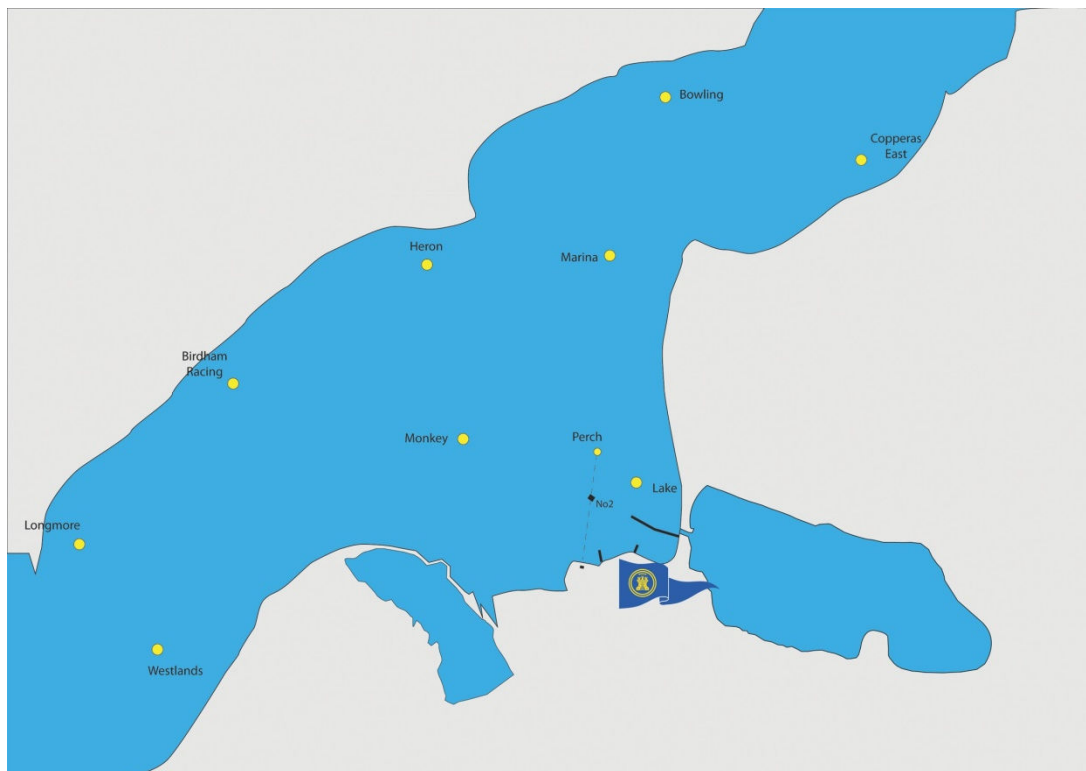 Bowling
Copperas
East
Heron
Marina
Birdham
Racing
Monkey
Perch
Lake
No2
Longmore
Westlands